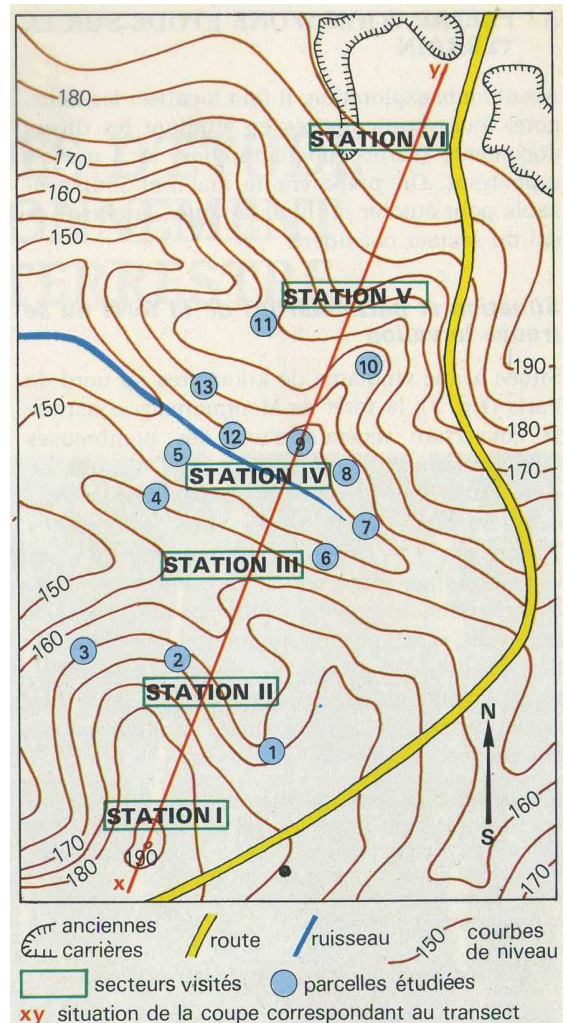 180
170
160
150
y
STATION VI
STATION V
11
10
190
180
170
13
12
9
150
5
8
STATION IV
4
7
6
STATION III
150
160
3
2
STATION II
1
N
S
STATION I
170
180
190
x
160
170
anciennes carrières
route
ruisseau
150
courbes de niveau
secteurs visités
parcelles étudiées
xy situation de la coupe correspondant au transect